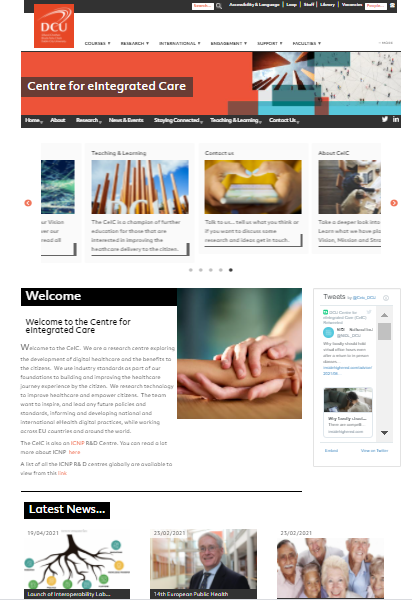 Search...
Accessibility & Language | Loop | Staff | Library | Vacancies
DCU
COURSES ▾ RESEARCH ▾ INTERNATIONAL ▾ ENGAGEMENT ▾ SUPPORT ▾ FACULTIES ▾
Centre for eIntegrated Care
Home About Research News & Events Staying Connected Teaching & Learning Contact Us
Teaching & Learning
Contact us
About CeIC
ur Vision
er our
read all
The CeIC is a champion of further
education for those that are
interested in improving the
healthcare delivery to the citizen.
Talk to us... tell us what you think or
if you want to discuss some
research and ideas get in touch.
Take a deeper look into
Learn what we have pla
Vision, Mission and Stra
Welcome
Welcome to the Centre for
eIntegrated Care
Welcome to the CeIC. We are a research centre exploring
the development of digital healthcare and the benefits to
the citizens. We use industry standards as part of our
foundations to building and improving the healthcare
journey experience by the citizen. We research technology
to improve healthcare and empower citizens. The team
want to inspire, and lead any future policies and
standards, informing and developing national and
international eHealth digital practices, while working
across EU countries and around the world.
The CeIC is also an ICNP R&D Centre. You can read a lot
more about ICNP here
A list of all the ICNP R& D centres globally are available to
view from this link
Tweets by @Ceic_DCU
Embed View on Twitter
Latest News...
19/04/2021
Launch of Interoperability Lab...
25/02/2021
14th European Public Health
23/02/2021